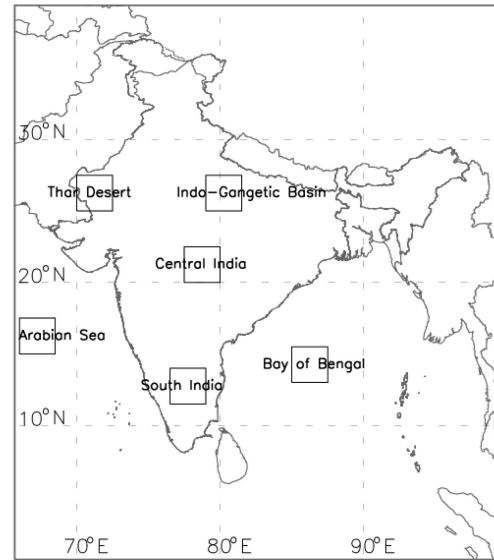 30°N
Thar Desert
Indo-Gangetic Basin
Central India
20°N
Arabian Sea
Bay of Bengal
South India
10°N
70°E
80°E
90°E